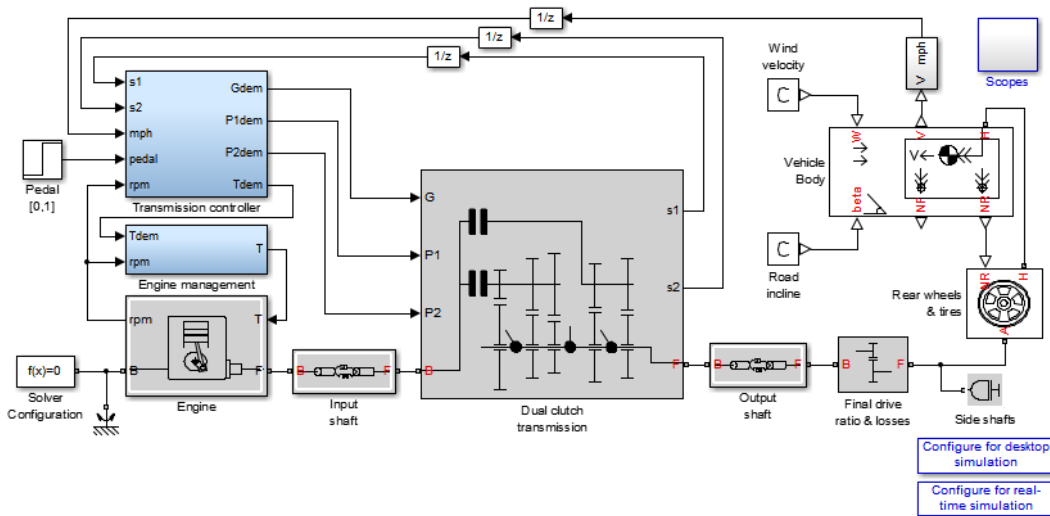 1/z
1/z
1/z
s1
s2
mph
pedal
rpm
Gdem
P1dem
P2dem
Tdem
Transmission controller
Pedal
[0,1]
Tdem
rpm
T
Engine management
rpm
T
B
F
Engine
f(x)=0
Solver
Configuration
B
F
Input
shaft
G
P1
P2
B
s1
s2
F
Dual clutch
transmission
B
F
Output
shaft
B
F
Final drive
ratio & losses
Side shafts
Wind
velocity
C
V mph
Scopes
W
V
H
V
beta
NF
NR
Vehicle
Body
C
Road
incline
NR
H
A
Rear wheels
& tires
Configure for desktop
simulation
Configure for real-
time simulation